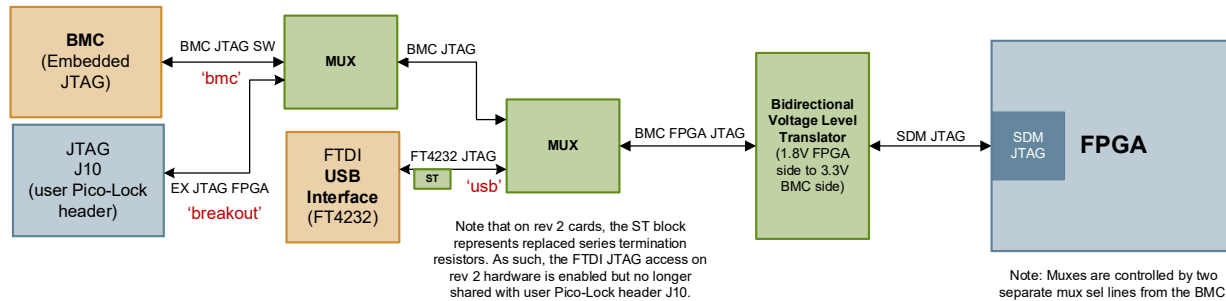 BMC
(Embedded
JTAG)
BMC JTAG SW
'bmc'
MUX
BMC JTAG
JTAG
J10
(user Pico-Lock
header)
EX JTAG FPGA
'breakout'
FTDI
USB
Interface
(FT4232)
FT4232 JTAG
ST
'usb'
MUX
BMC FPGA JTAG
Bidirectional
Voltage Level
Translator
(1.8V FPGA
side to 3.3V
BMC side)
SDM JTAG
SDM
JTAG
FPGA
Note that on rev 2 cards, the ST block
represents replaced series termination
resistors. As such, the FTDI JTAG access on
rev 2 hardware is enabled but no longer
shared with user Pico-Lock header J10.
Note: Muxes are controlled by two
separate mux sel lines from the BMC